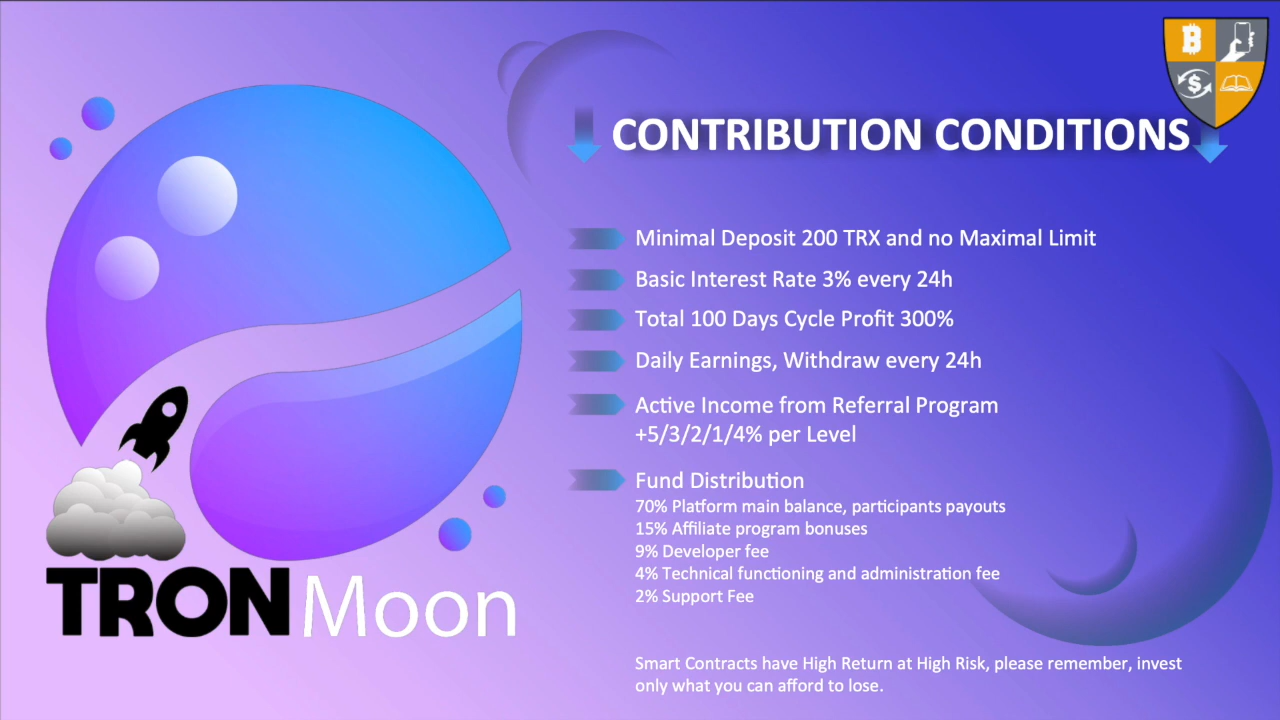 CONTRIBUTION CONDITIONS
Minimal Deposit 200 TRX and no Maximal Limit
Basic Interest Rate 3% every 24h
Total 100 Days Cycle Profit 300%
Daily Earnings, Withdraw every 24h
Active Income from Referral Program
+5/3/2/1/4% per Level
Fund Distribution
70% Platform main balance, participants payouts
15% Affiliate program bonuses
9% Developer fee
4% Technical functioning and administration fee
2% Support Fee
TRON Moon
Smart Contracts have High Return at High Risk, please remember, invest
only what you can afford to lose.